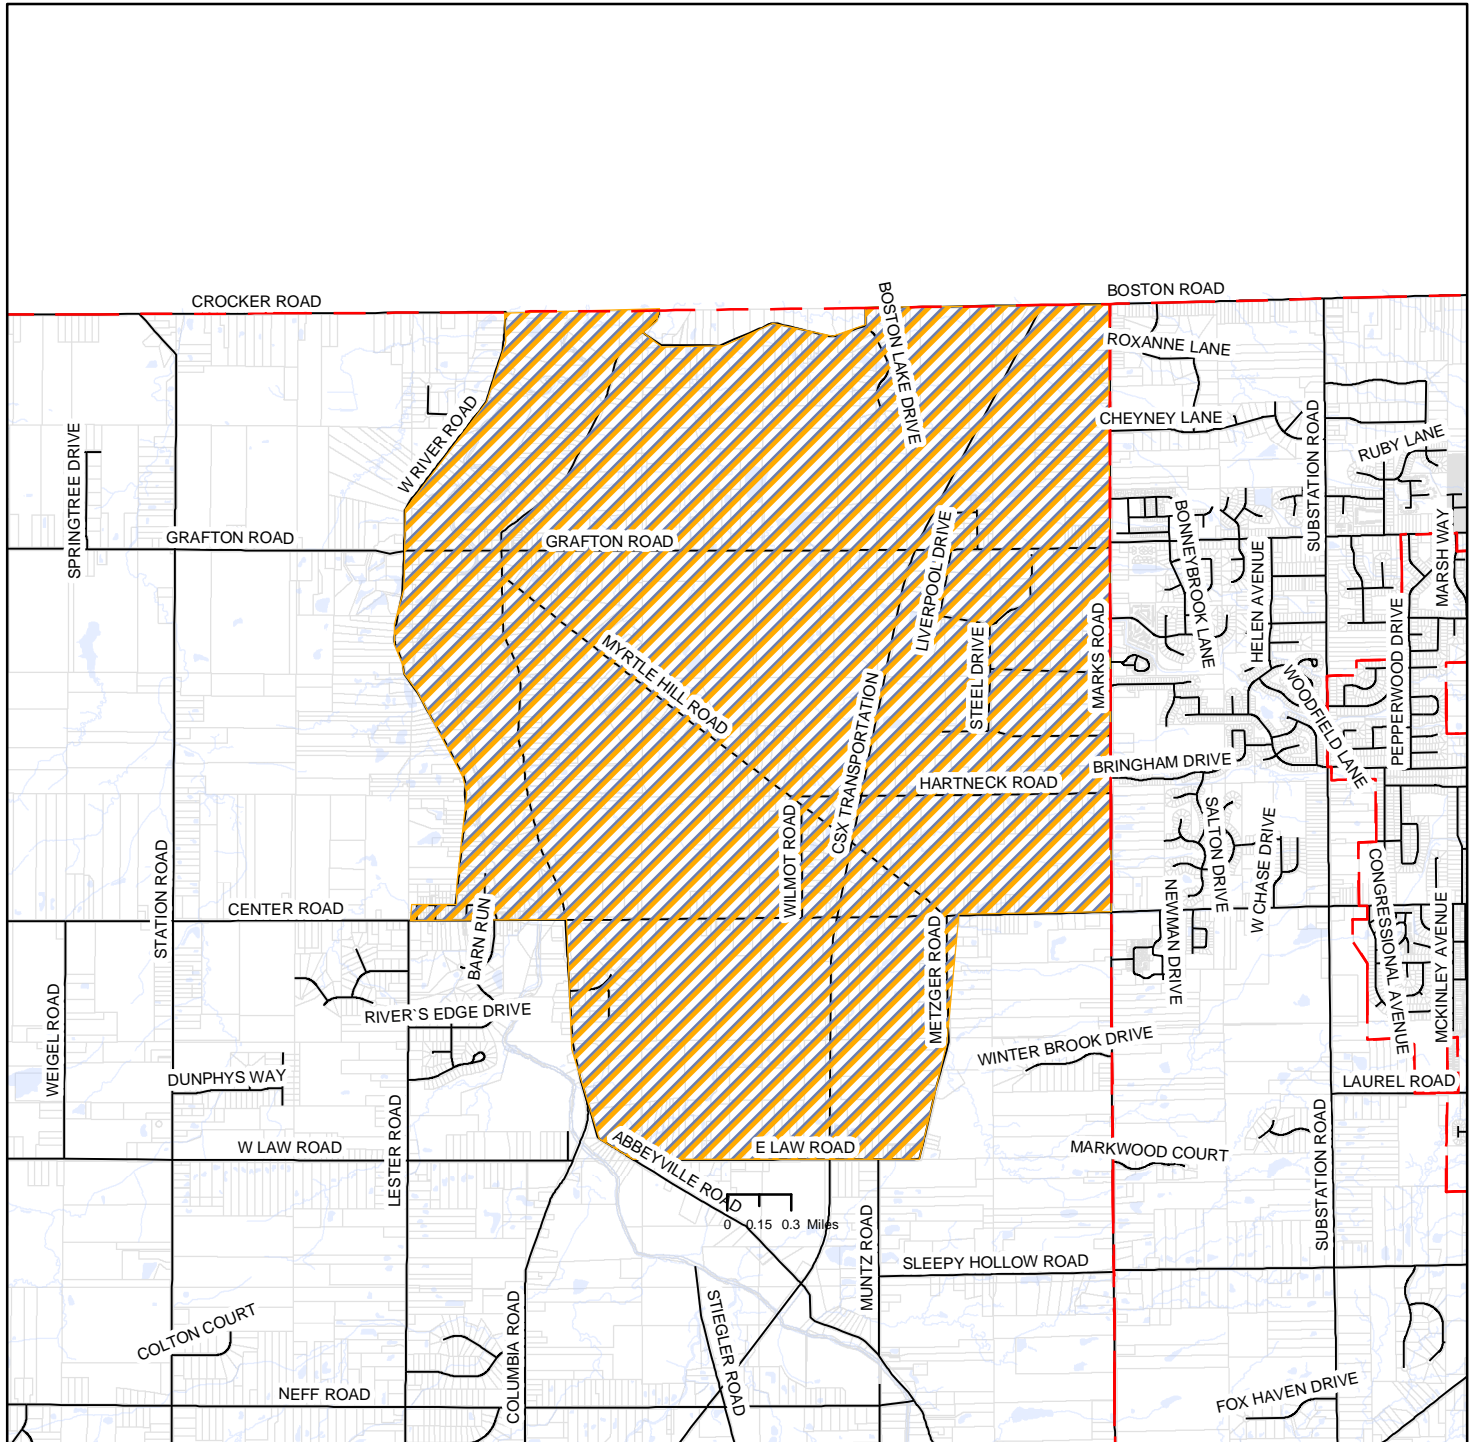 BOSTON ROAD
CROCKER ROAD
BOSTON LAKE DRIVE
ROXANNE LANE
CHEYNEY LANE
W RIVER ROAD
SUBSTATION ROAD
RUBY LANE
SPRINGTREE DRIVE
GRAFTON ROAD
GRAFTON ROAD
LIVERPOOL DRIVE
BONNEYBROOK LANE
HELEN AVENUE
MARSH WAY
MYRTLE HILL ROAD
STEEL DRIVE
MARKS ROAD
PEPPERWOOD DRIVE
WOODFIELD LANE
CSX TRANSPORTATION
BRINGHAM DRIVE
HARTNECK ROAD
WILMOT ROAD
SALTON DRIVE
W CHASE DRIVE
STATION ROAD
CENTER ROAD
BARN RUN
METZGER ROAD
NEWMAN DRIVE
CONGRESSIONAL AVENUE
MCKINLEY AVENUE
WEIGEL ROAD
RIVER`S EDGE DRIVE
WINTER BROOK DRIVE
DUNPHYS WAY
LAUREL ROAD
LESTER ROAD
W LAW ROAD
ABBEYVILLE ROAD
E LAW ROAD
MARKWOOD COURT
SUBSTATION ROAD
0 0.15 0.3 Miles
MUNTZ ROAD
SLEEPY HOLLOW ROAD
COLTON COURT
COLUMBIA ROAD
STIEGLER ROAD
NEFF ROAD
FOX HAVEN DRIVE